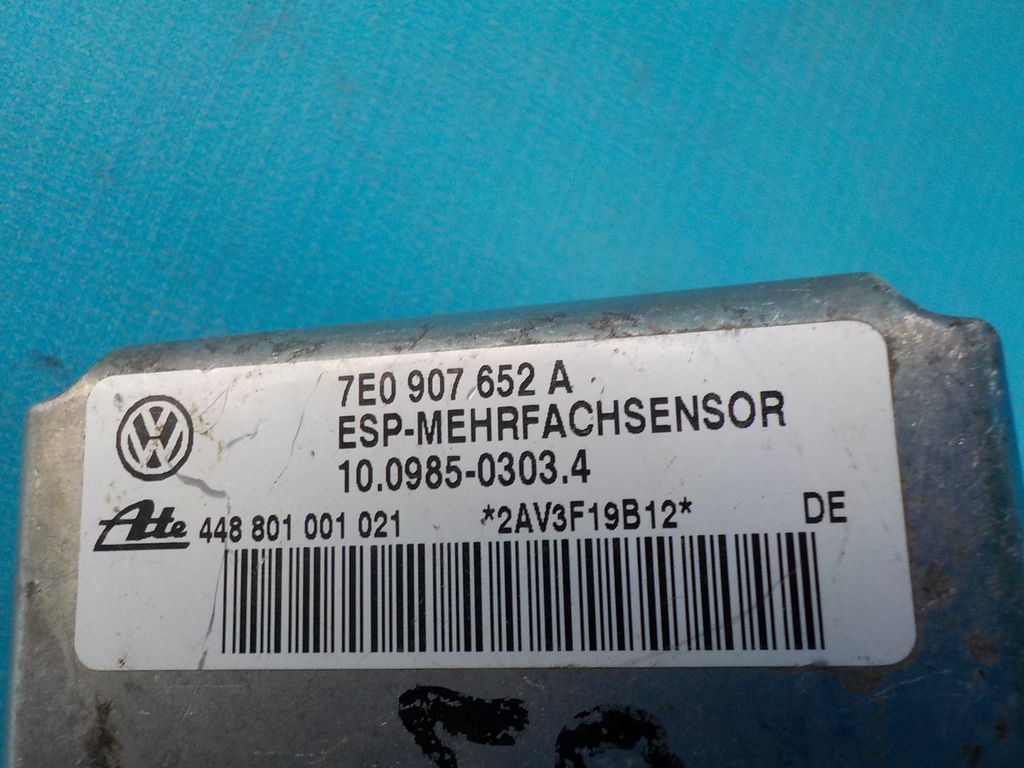 7E0 907 652 A
ESP-MEHRFACHSENSOR
10.0985-0303.4
Ate 448 801 001 021 *2AV3F19B12* DE